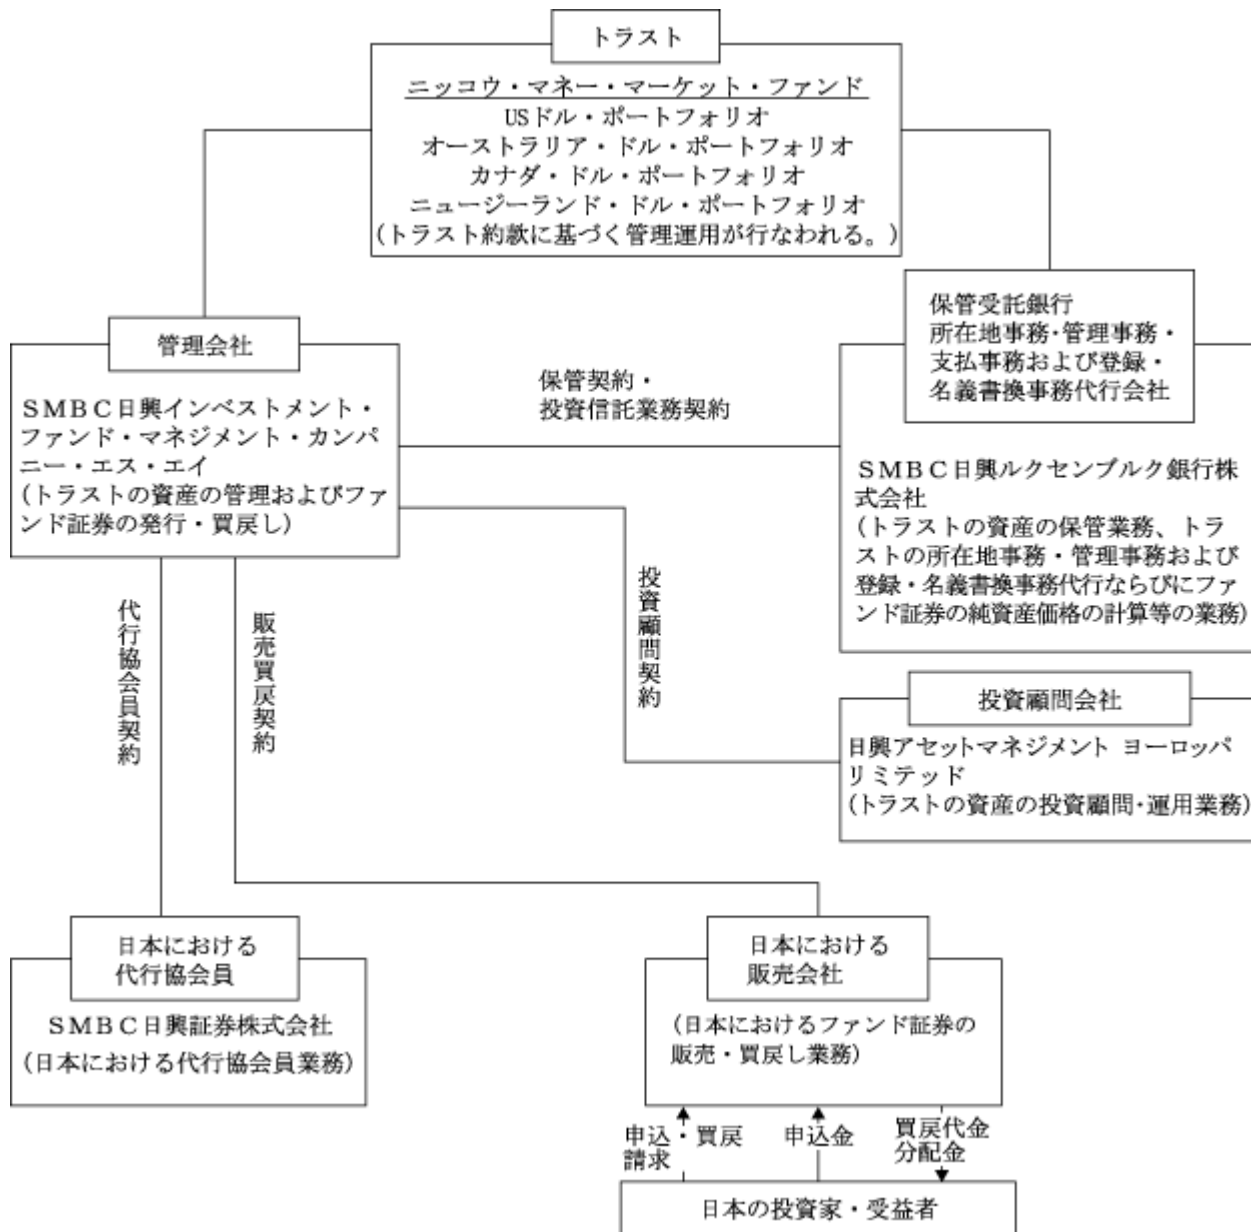 トラスト
ニッコウ・マネー・マーケット・ファンド
USドル・ポートフォリオ
オーストラリア・ドル・ポートフォリオ
カナダ・ドル・ポートフォリオ
ニュージーランド・ドル・ポートフォリオ
(トラスト約款に基づく管理運用が行なわれる。)
管理会社
SMBC日興インベストメント・
ファンド・マネジメント・カンパ
ニー・エス・エイ
(トラストの資産の管理およびファ
ンド証券の発行・買戻し)
保管契約・
投資信託業務契約
保管受託銀行
所在地事務・管理事務・
支払事務および登録・
名義書換事務代行会社
SMBC日興ルクセンブルク銀行株
式会社
(トラストの資産の保管業務、トラ
ストの所在地事務・管理事務および
登録・名義書換事務代行ならびにファ
ンド証券の純資産価格の計算等の業務)
代行協会員契約
販売買戻契約
投資顧問契約
投資顧問会社
日興アセットマネジメント ヨーロッパ
リミテッド
(トラストの資産の投資顧問・運用業務)
日本における
代行協会員
SMBC日興証券株式会社
(日本における代行協会員業務)
日本における
販売会社
(日本におけるファンド証券の
販売・買戻し業務)
申込・買戻
請求
申込金
買戻代金
分配金
日本の投資家・受益者